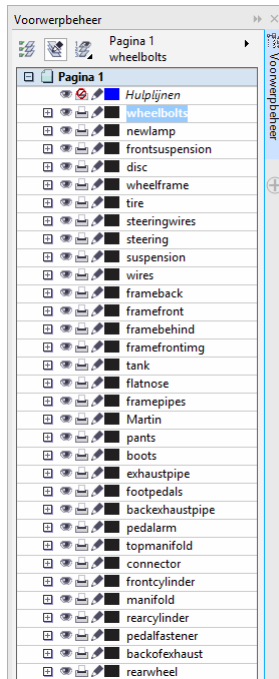 Voorwerpbeheer
Pagina 1
wheelbolts
Pagina 1
Hulplijnen
wheelbolts
newlamp
frontsuspension
disc
wheelframe
tire
steeringwires
steering
suspension
wires
frameback
framefront
framebehind
framefrontimg
tank
flatnose
framepipes
Martin
pants
boots
exhaustpipe
footpedals
backexhaustpipe
pedalarm
topmanifold
connector
frontcylinder
manifold
rearcylinder
pedalfastener
backofexhaust
rearwheel
Voorwerpbeheer